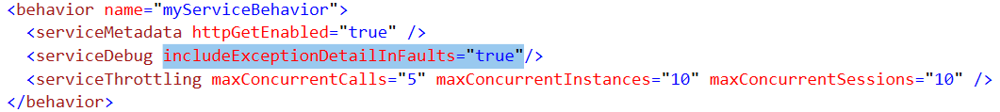 <behavior name="myServiceBehavior">
<serviceMetadata httpGetEnabled="true" />
<serviceDebug includeExceptionDetailInFaults="true"/>
<serviceThrottling maxConcurrentCalls="5" maxConcurrentInstances="10" maxConcurrentSessions="10" />
</behavior>